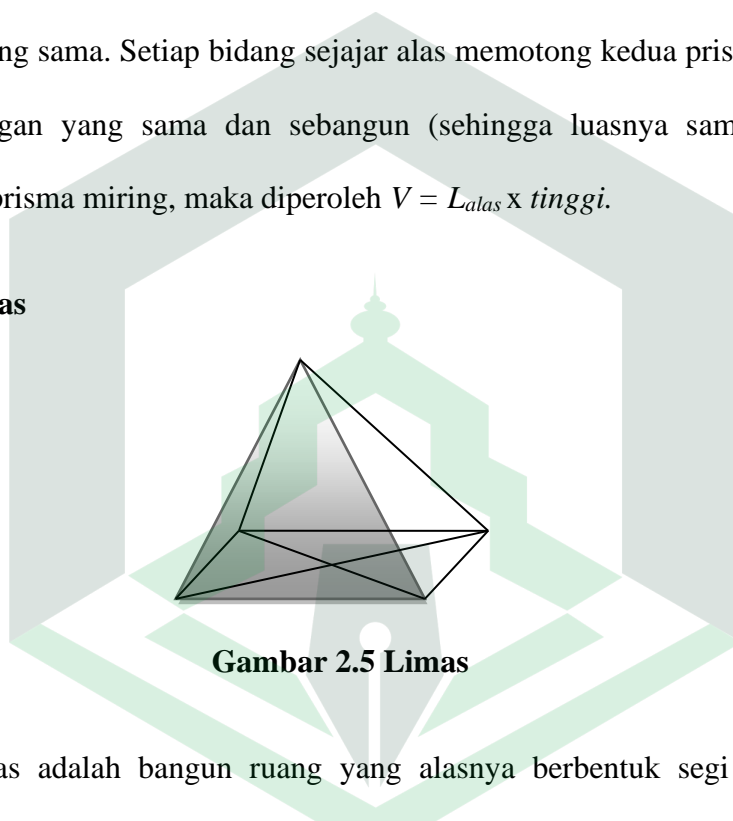 ng sama. Setiap bidang sejajar alas memotong kedua pris
gan yang sama dan sebangun (sehingga luasnya sam
prisma miring, maka diperoleh V = Lalas x tinggi.
as
Gambar 2.5 Limas
as adalah bangun ruang yang alasnya berbentuk segi